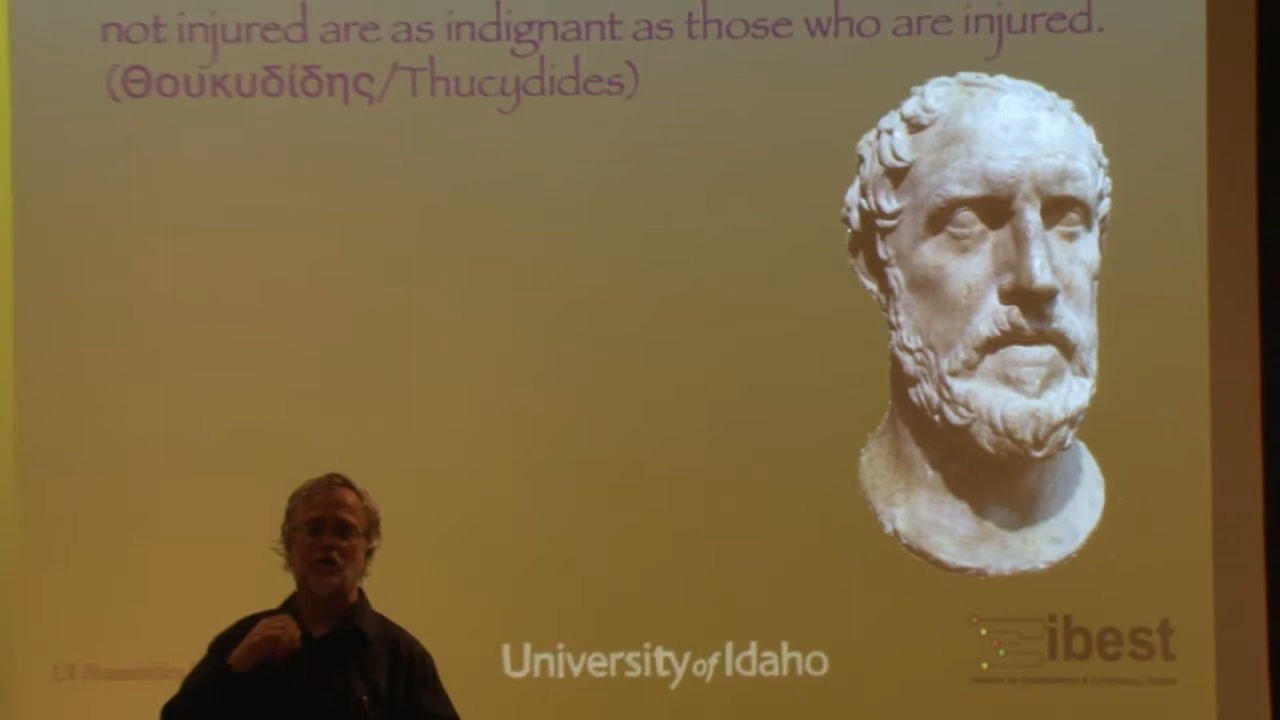 not injured are as indignant as those who are injured.
(Θουκυδίδης/Thucydides)
University of Idaho
ibest